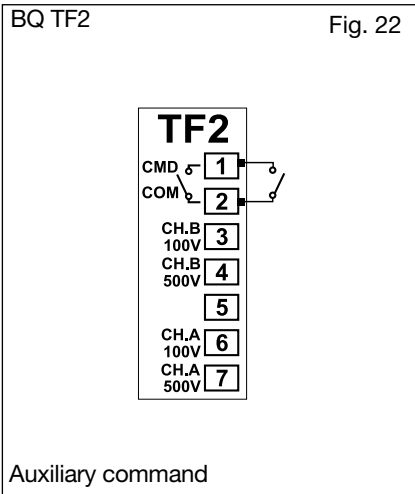 BQ TF2
Fig. 22
TF2
CMD 1
COM 2
CH.B
100V 3
CH.B
500V 4
5
CH.A
100V 6
CH.A
500V 7
Auxiliary command